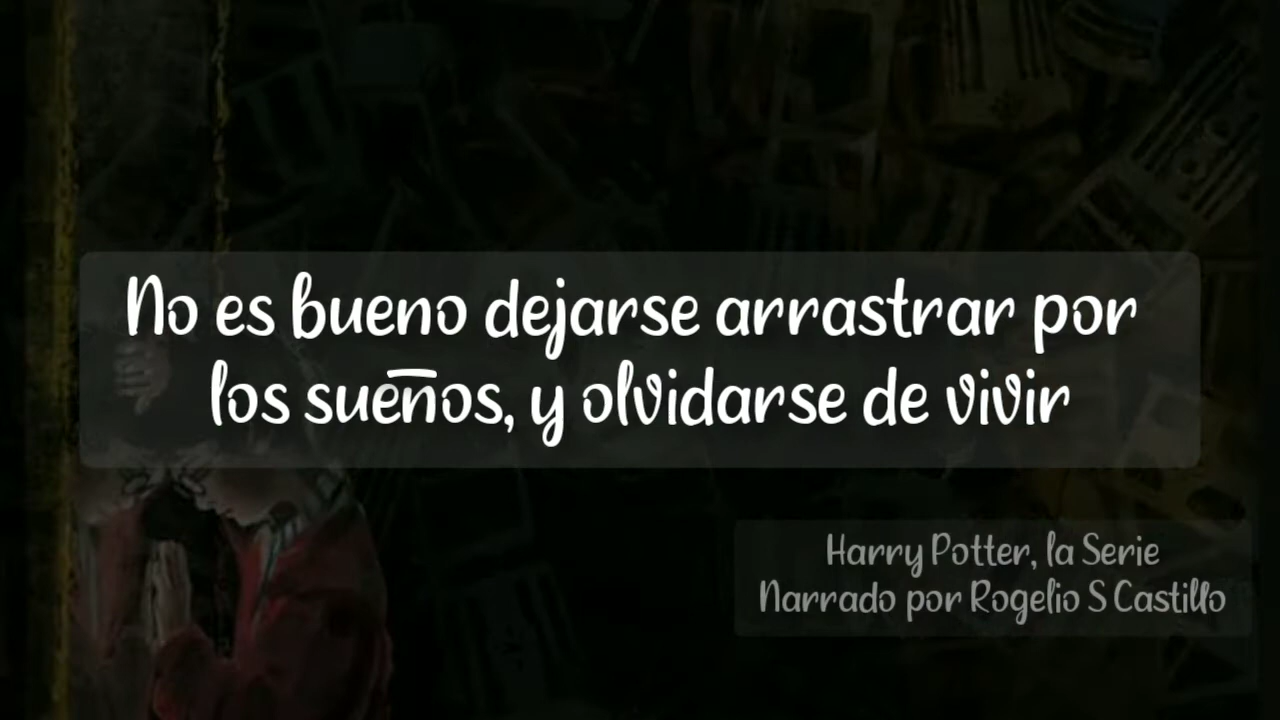 No es bueno dejarse arrastrar por
los sueños, y olvidarse de vivir
Harry Potter, la Serie
Narrado por Rogelio S Castillo